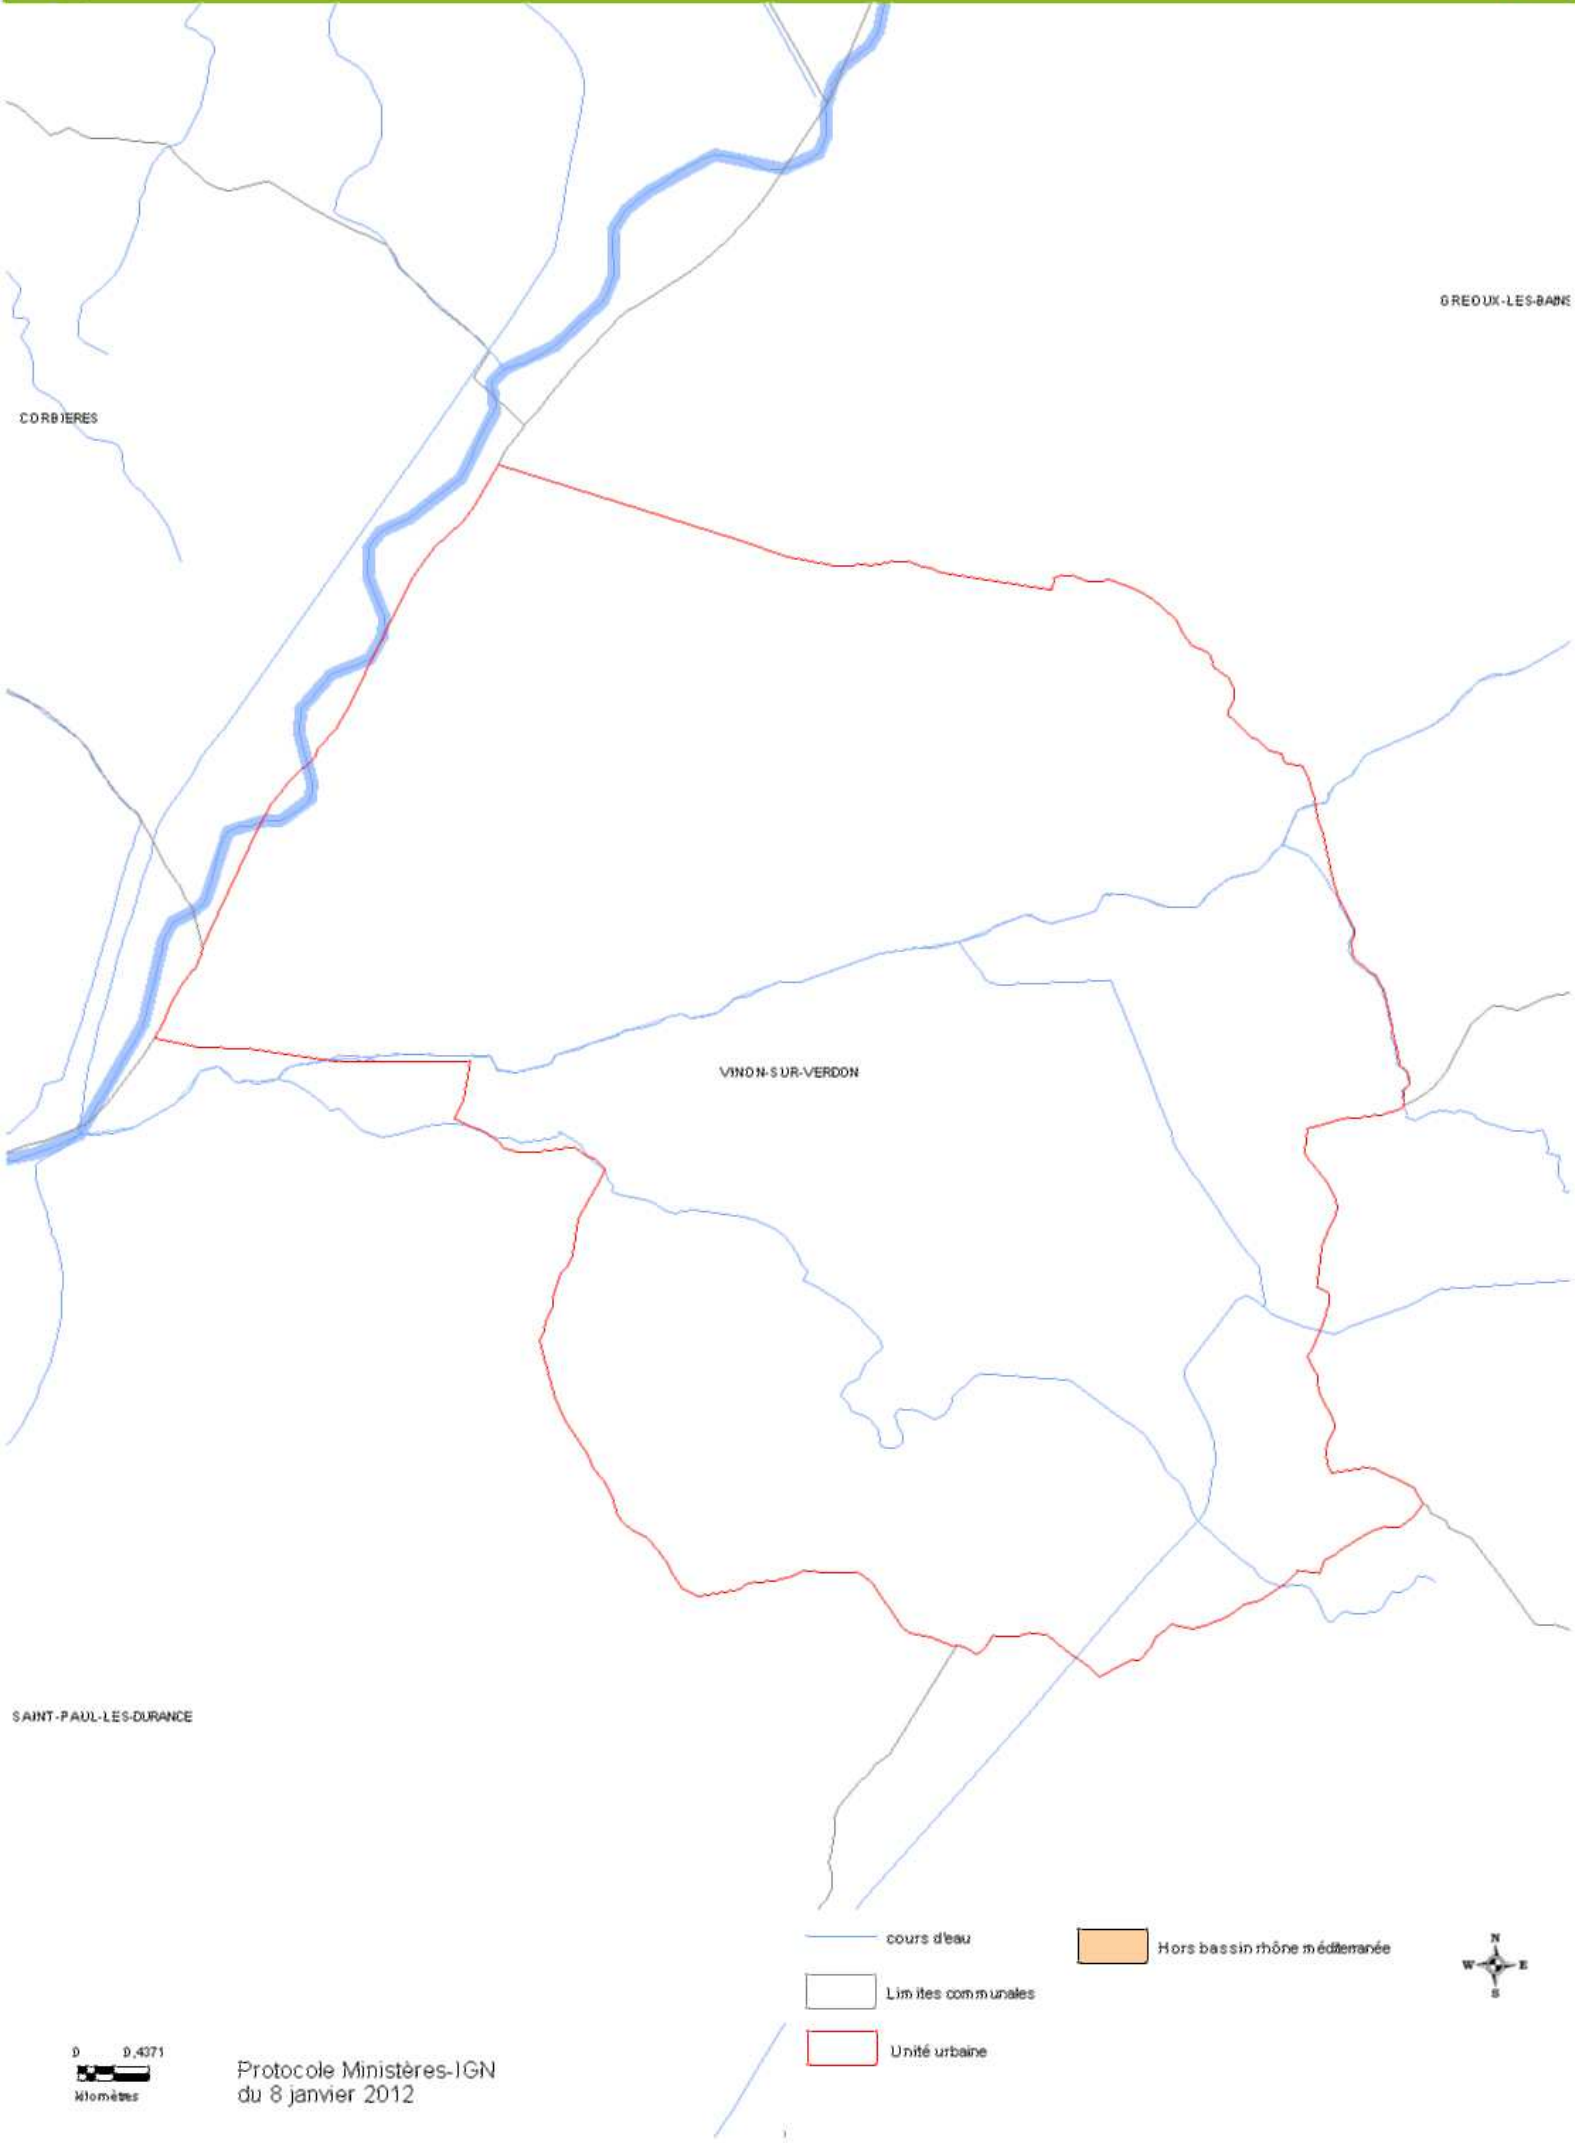 GREOUX-LES-BAINS
CORBIERES
VINON-SUR-VERDON
SAINT-PAUL-LES-DURANCE
cours d'eau
Hors bassin rhône méditerranée
Limites communales
Unité urbaine
N
W E
S
0 0,4371
kilomètres
Protocole Ministères-IGN
du 8 janvier 2012